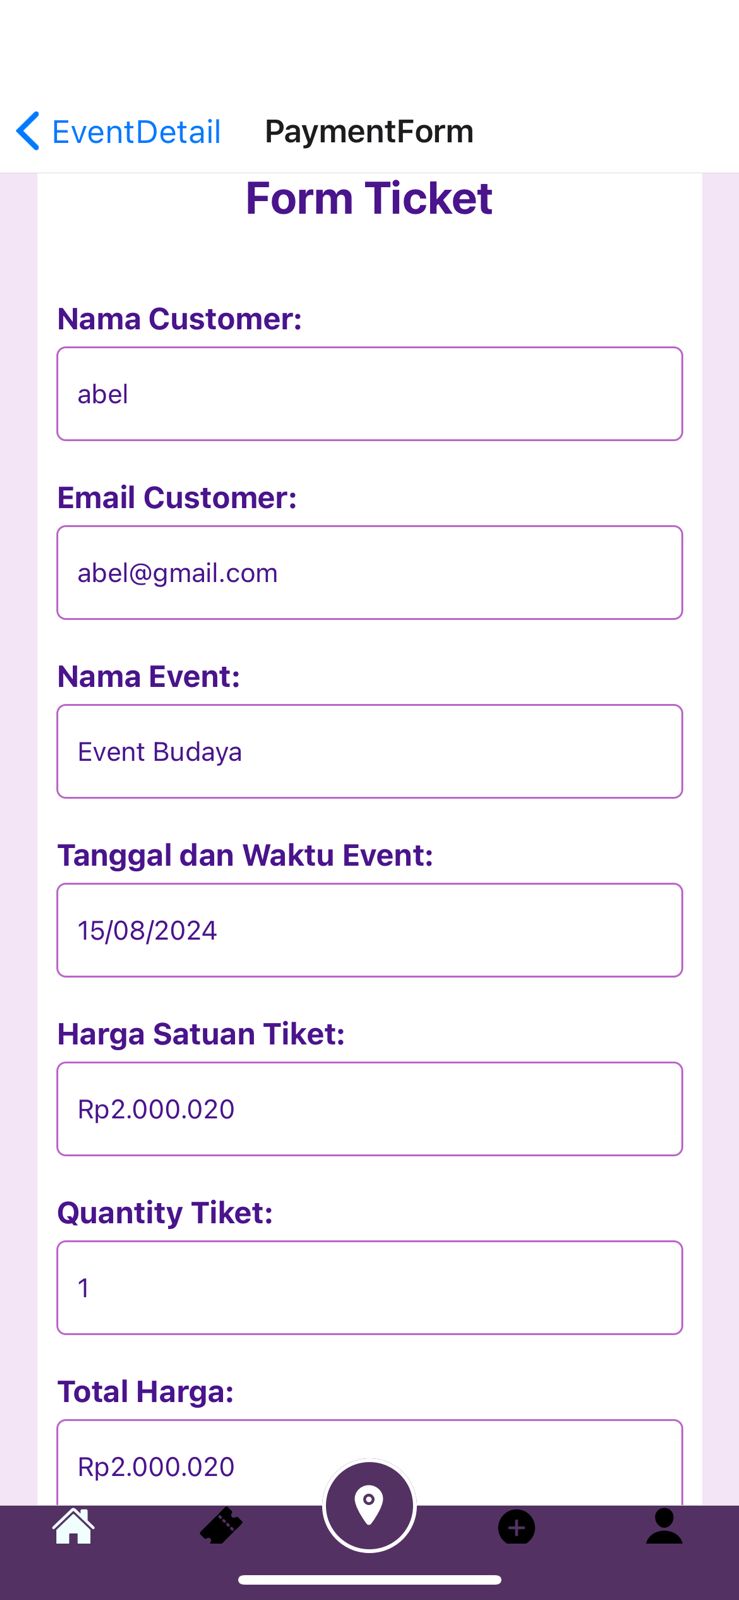 EventDetail PaymentForm
Form Ticket
Nama Customer:
abel
Email Customer:
abel@gmail.com
Nama Event:
Event Budaya
Tanggal dan Waktu Event:
15/08/2024
Harga Satuan Tiket:
Rp2.000.020
Quantity Tiket:
1
Total Harga:
Rp2.000.020